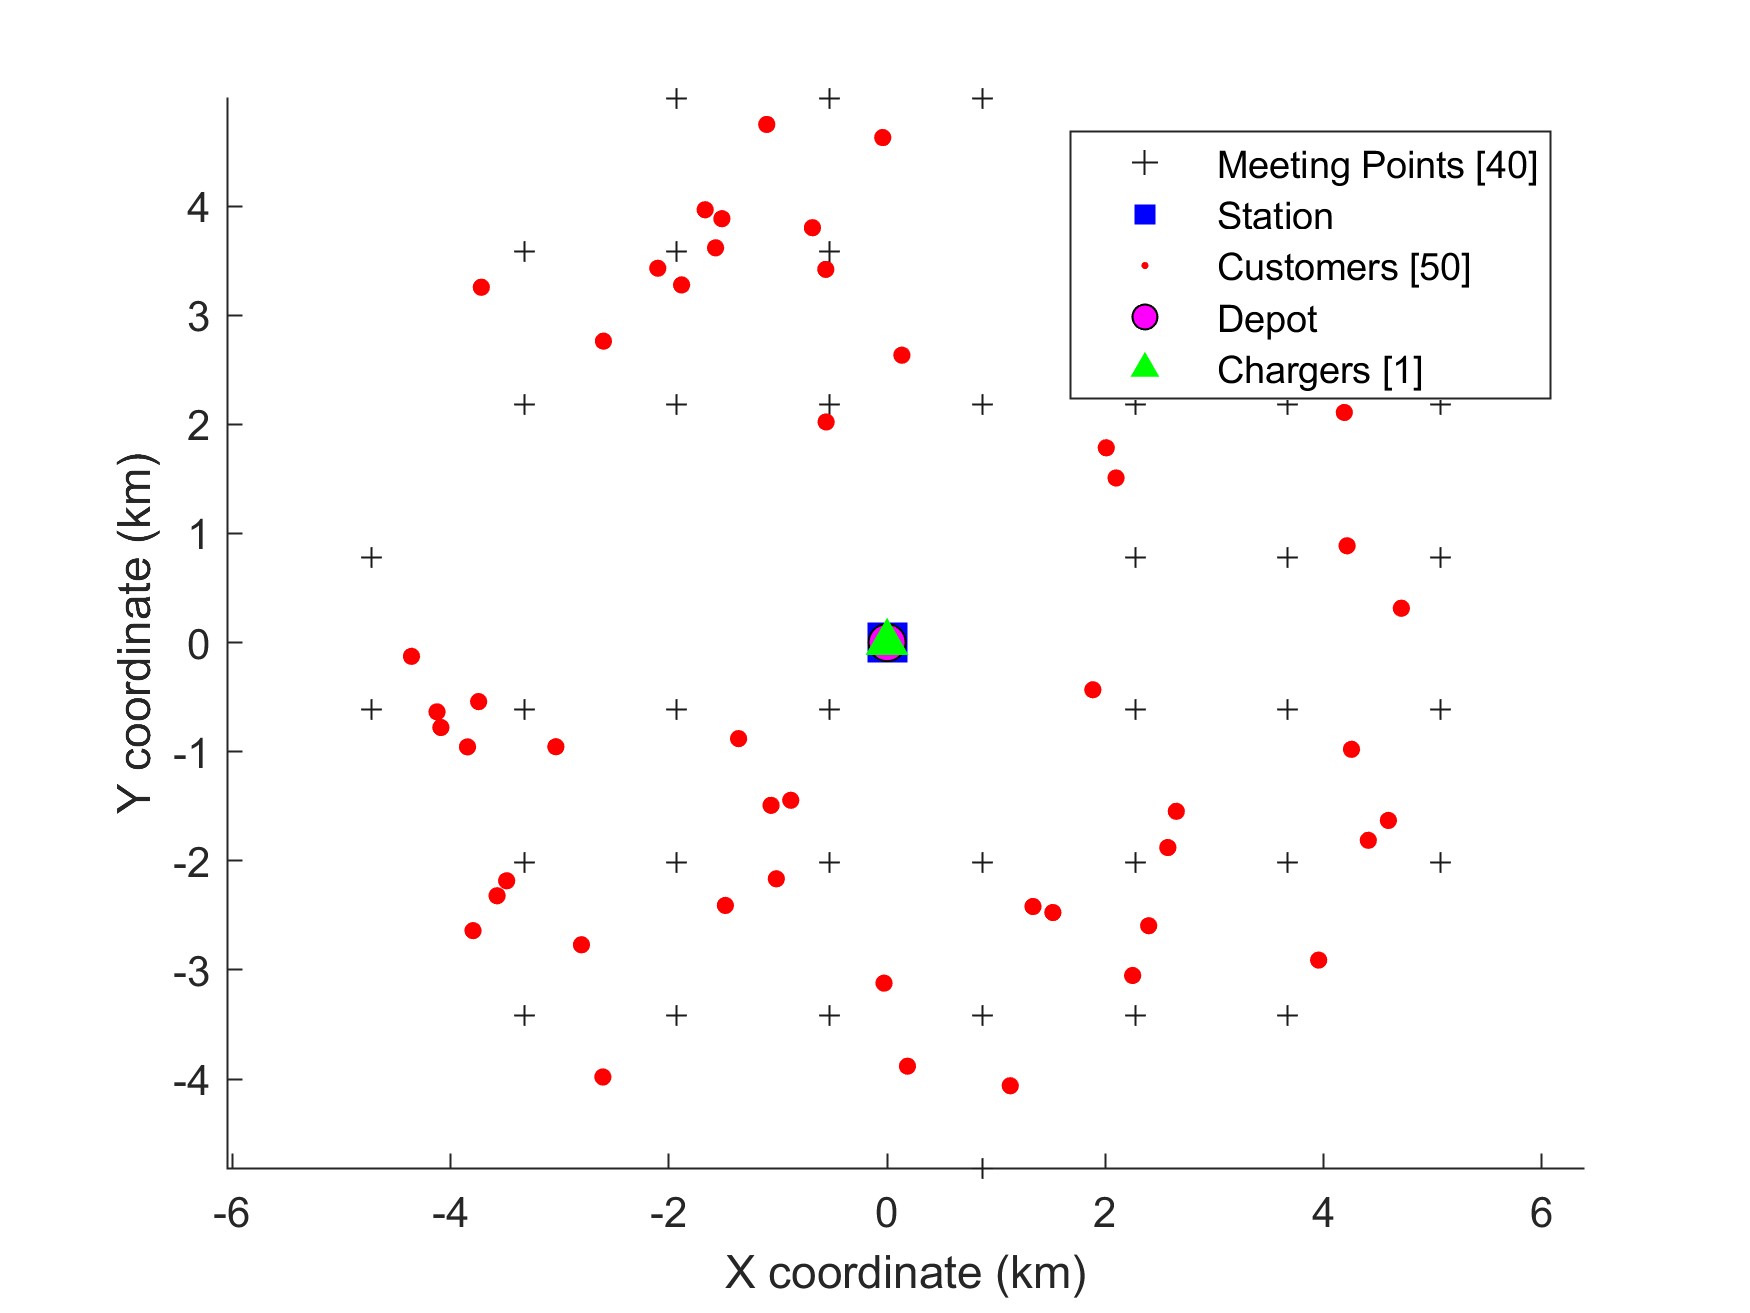 Meeting Points [40]
Station
Customers [50]
Depot
Chargers [1]
4
3
2
1
0
-1
-2
-3
-4
Y coordinate (km)
-6 -4 -2 0 2 4 6
X coordinate (km)